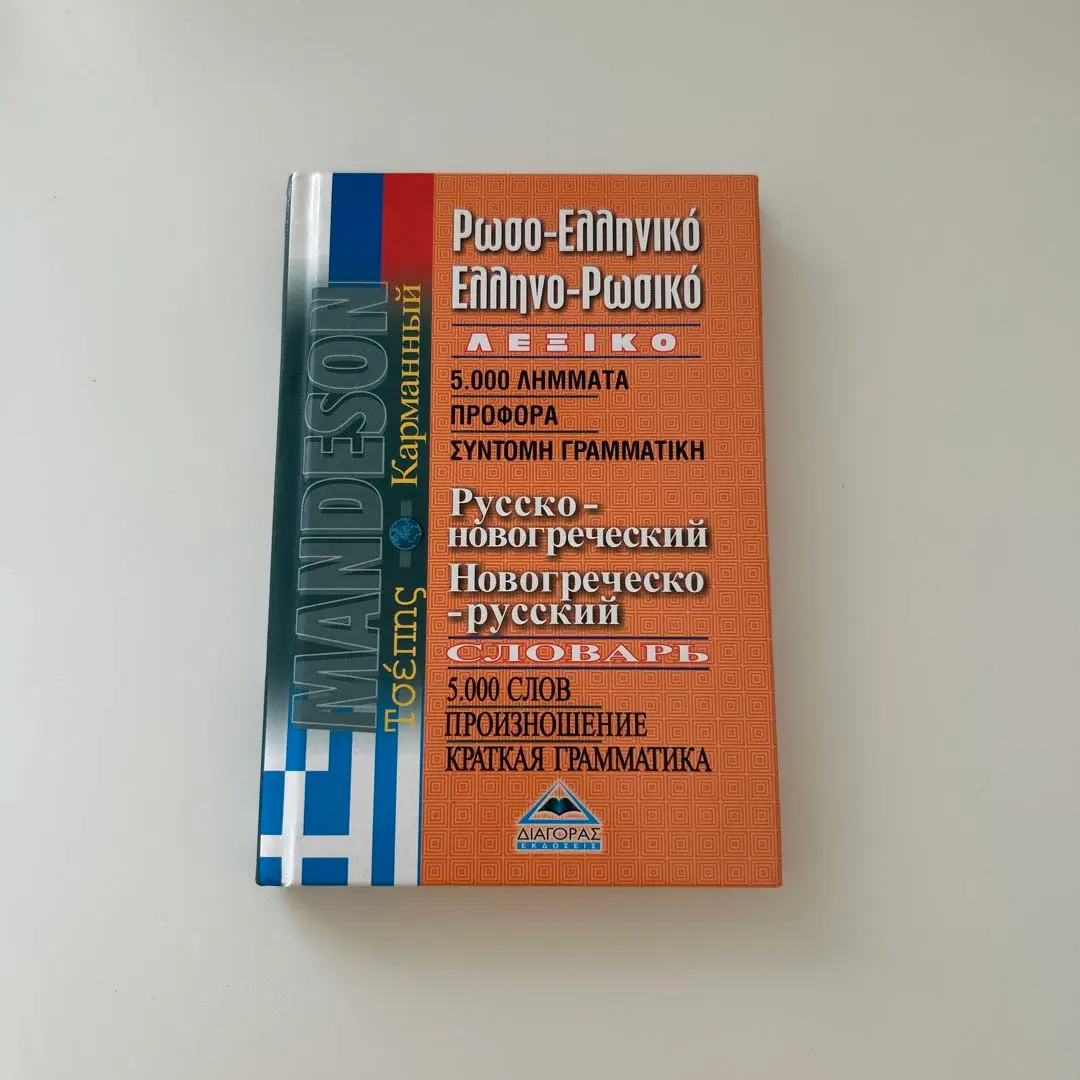 Ρωσο-Ελληνικό
Ελληνο-Ρωσικό
ΛΕΞΙΚΟ
5.000 ΛΗΜΜΑΤΑ
ΠΡΟΦΟΡΑ
ΣΥΝΤΟΜΗ ΓΡΑΜΜΑΤΙΚΗ
Русско-
новогреческий
Новогреческо
-русский
СЛОВАРЬ
5.000 СЛОВ
ПРОИЗНОШЕНИЕ
КРАТКАЯ ГРАММАТИКА
ΔΙΑΓΟΡΑΣ
ΕΚΔΟΣΕΙΣ
MANDESON
Τσέπης - Карманный